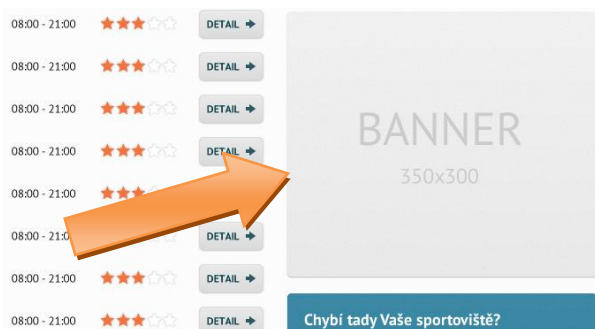 08:00 - 21:00 DETAIL
08:00 - 21:00 DETAIL
08:00 - 21:00 DETAIL
08:00 - 21:00 DETAIL
08:00 - 21:00
08:00 - 21:0 DETAIL
08:00 - 21:00 DETAIL
08:00 - 21:00 DETAIL
BANNER
350x300
Chybí tady Vaše sportoviště?